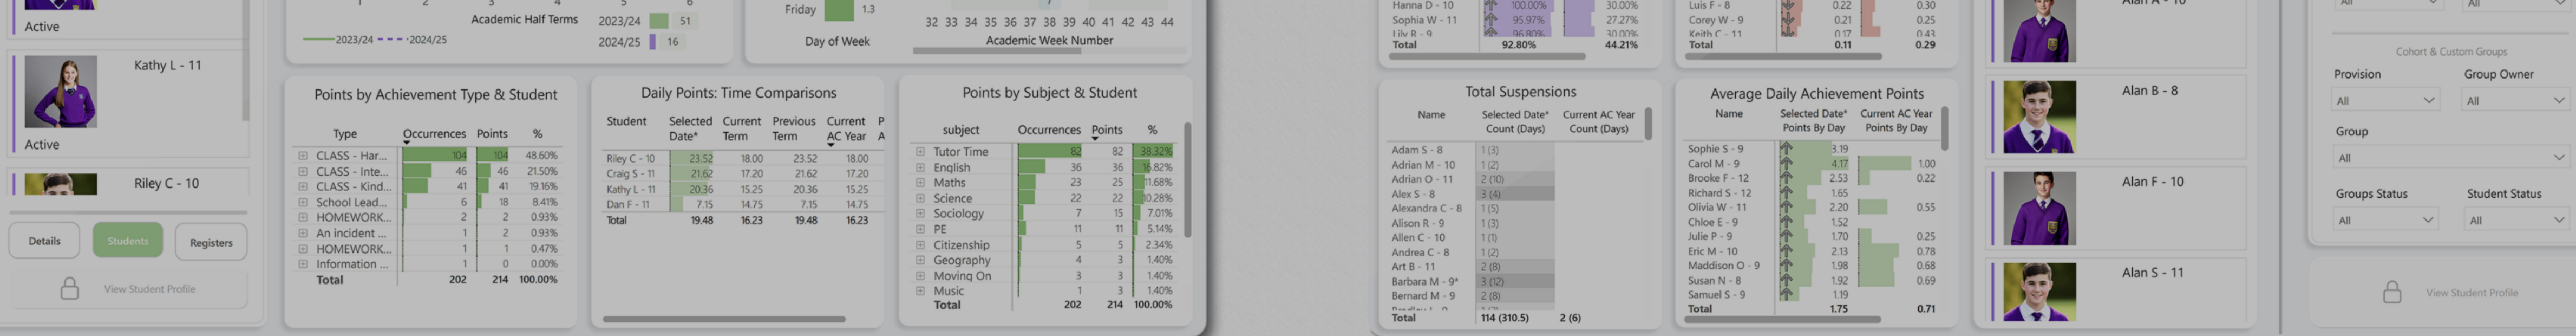 Active
Kathy L - 11
Active
Riley C - 10
Details
Students
Registers
View Student Profile
1 2 3 4 5 6
Academic Half Terms
2023/24 51
2024/25 16
2023/24 2024/25
Friday 1.3
Day of Week
7
32 33 34 35 36 37 38 39 40 41 42 43 44
Academic Week Number
Points by Achievement Type & Student
Type Occurrences Points %
CLASS - Har... 104 104 48.60%
CLASS - Inte... 46 46 21.50%
CLASS - Kind... 41 41 19.16%
School Lead... 6 18 8.41%
HOMEWORK... 2 2 0.93%
An incident ... 1 2 0.93%
HOMEWORK... 1 1 0.47%
Information ... 1 0 0.00%
Total 202 214 100.00%
Daily Points: Time Comparisons
Student Selected Date* Current Term Previous Term Current AC Year P A
Riley C - 10 23.52 18.00 23.52 18.00
Craig S - 11 21.62 17.20 21.62 17.20
Kathy L - 11 20.36 15.25 20.36 15.25
Dan F - 11 7.15 14.75 7.15 14.75
Total 19.48 16.23 19.48 16.23
Points by Subject & Student
subject Occurrences Points %
Tutor Time 82 82 38.32%
English 36 36 16.82%
Maths 23 25 11.68%
Science 22 22 10.28%
Sociology 7 15 7.01%
PE 11 11 5.14%
Citizenship 5 5 2.34%
Geography 4 3 1.40%
Moving On 3 3 1.40%
Music 1 3 1.40%
Total 202 214 100.00%
Hanna D - 10 100.00% 30.00%
Sophia W - 11 95.97% 27.27%
Lily R - 9 96.80% 30.00%
Total 92.80% 44.21%
Luis F - 8 0.22 0.30
Corey W - 9 0.21 0.25
Keith C - 11 0.17 0.43
Total 0.11 0.29
Total Suspensions
Name Selected Date* Count (Days) Current AC Year Count (Days)
Adam S - 8 1 (3)
Adrian M - 10 1 (2)
Adrian O - 11 2 (10)
Alex S - 8 3 (4)
Alexandra C - 8 1 (5)
Alison R - 9 1 (3)
Allen C - 10 1 (1)
Andrea C - 8 1 (2)
Art B - 11 2 (8)
Barbara M - 9* 3 (12)
Bernard M - 9 2 (8)
Total 114 (310.5) 2 (6)
Average Daily Achievement Points
Name Selected Date* Points By Day Current AC Year Points By Day
Sophie S - 9 3.19
Carol M - 9 4.17 1.00
Brooke F - 12 2.53 0.22
Richard S - 12 1.65
Olivia W - 11 2.20 0.55
Chloe E - 9 1.52
Julie P - 9 1.70 0.25
Eric M - 10 2.13 0.78
Maddison O - 9 1.98 0.68
Susan N - 8 1.92 0.69
Samuel S - 9 1.19
Total 1.75 0.71
Alan B - 8
Alan F - 10
Alan S - 11
All All
Cohort & Custom Groups
Provision Group Owner
All All
Group
All
Groups Status Student Status
All All
View Student Profile